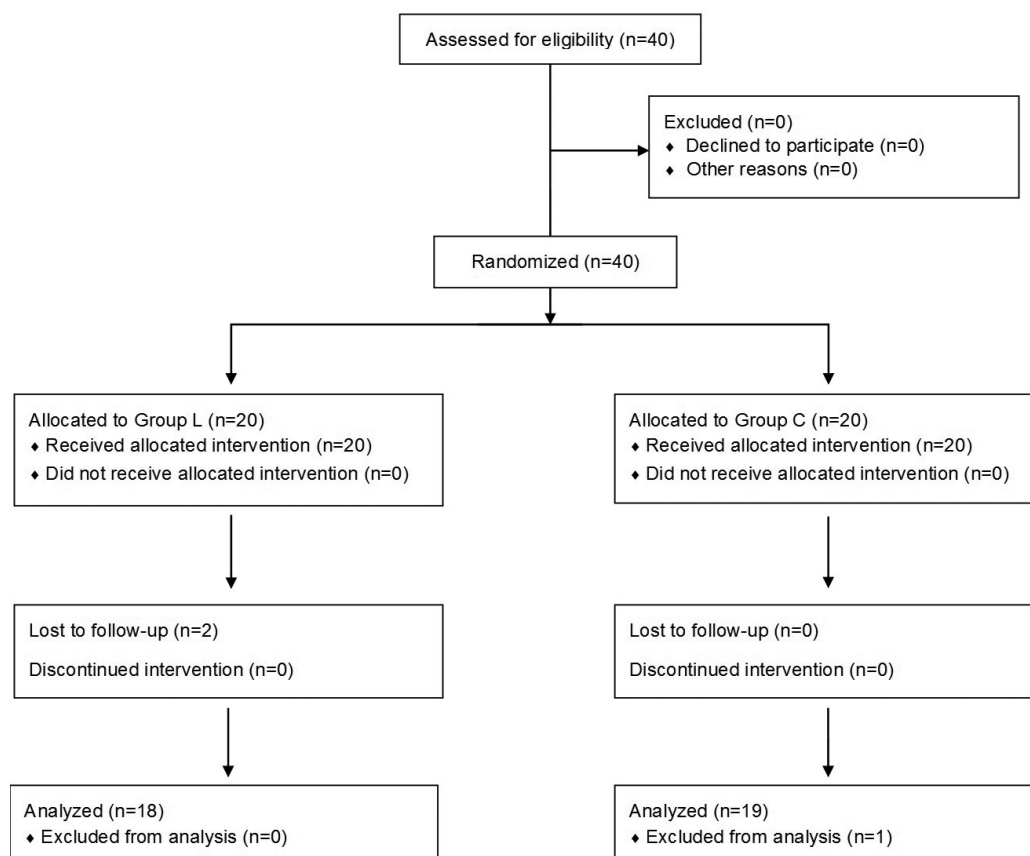 Assessed for eligibility (n=40)
Excluded (n=0)
♦ Declined to participate (n=0)
♦ Other reasons (n=0)
Randomized (n=40)
Allocated to Group L (n=20)
♦ Received allocated intervention (n=20)
♦ Did not receive allocated intervention (n=0)
Allocated to Group C (n=20)
♦ Received allocated intervention (n=20)
♦ Did not receive allocated intervention (n=0)
Lost to follow-up (n=2)
Discontinued intervention (n=0)
Lost to follow-up (n=0)
Discontinued intervention (n=0)
Analyzed (n=18)
♦ Excluded from analysis (n=0)
Analyzed (n=19)
♦ Excluded from analysis (n=1)